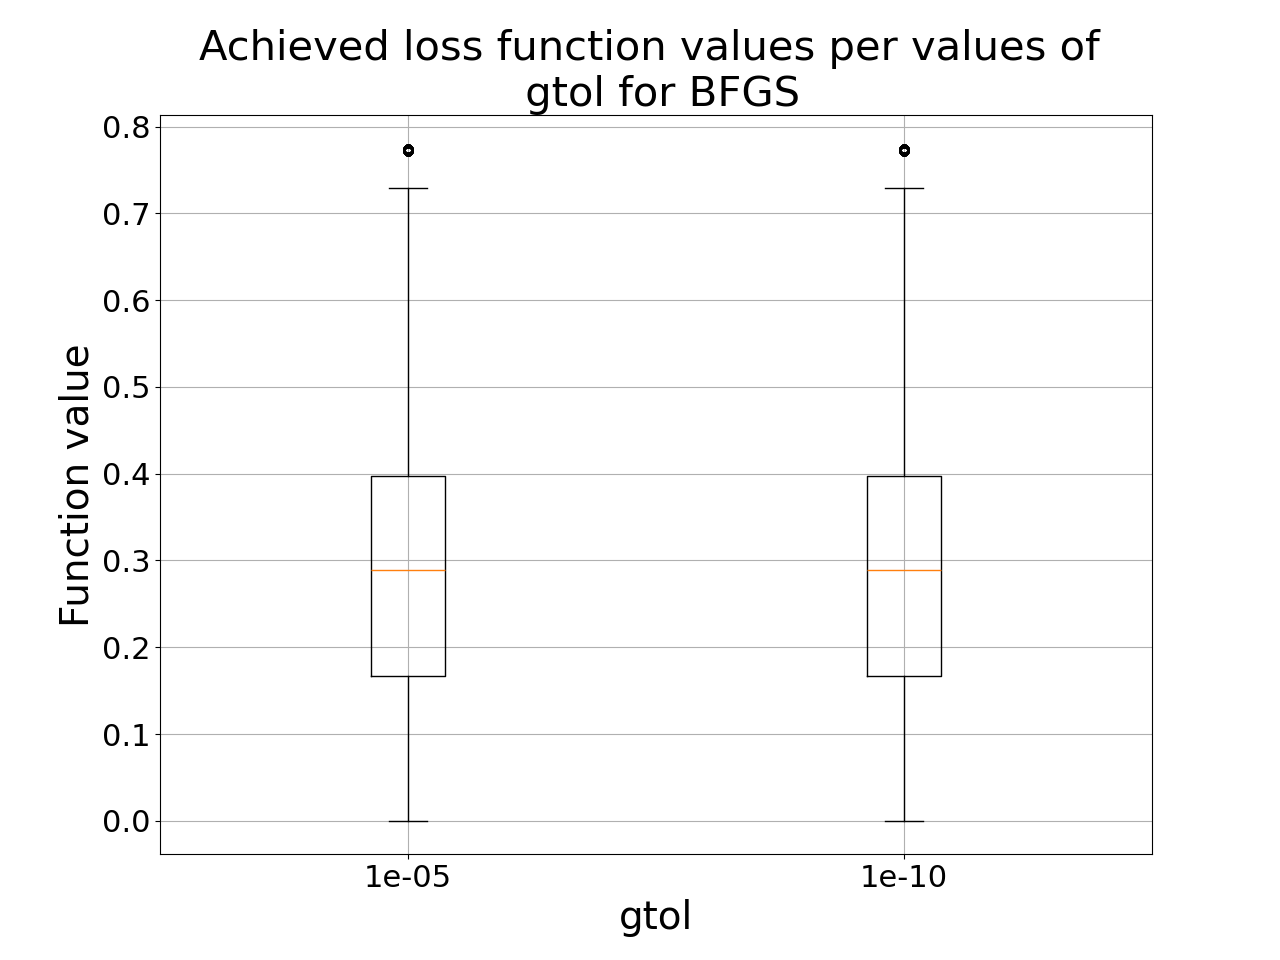 Achieved loss function values per values of
gtol for BFGS
Function value
0.8
0.7
0.6
0.5
0.4
0.3
0.2
0.1
0.0
1e-05
1e-10
gtol